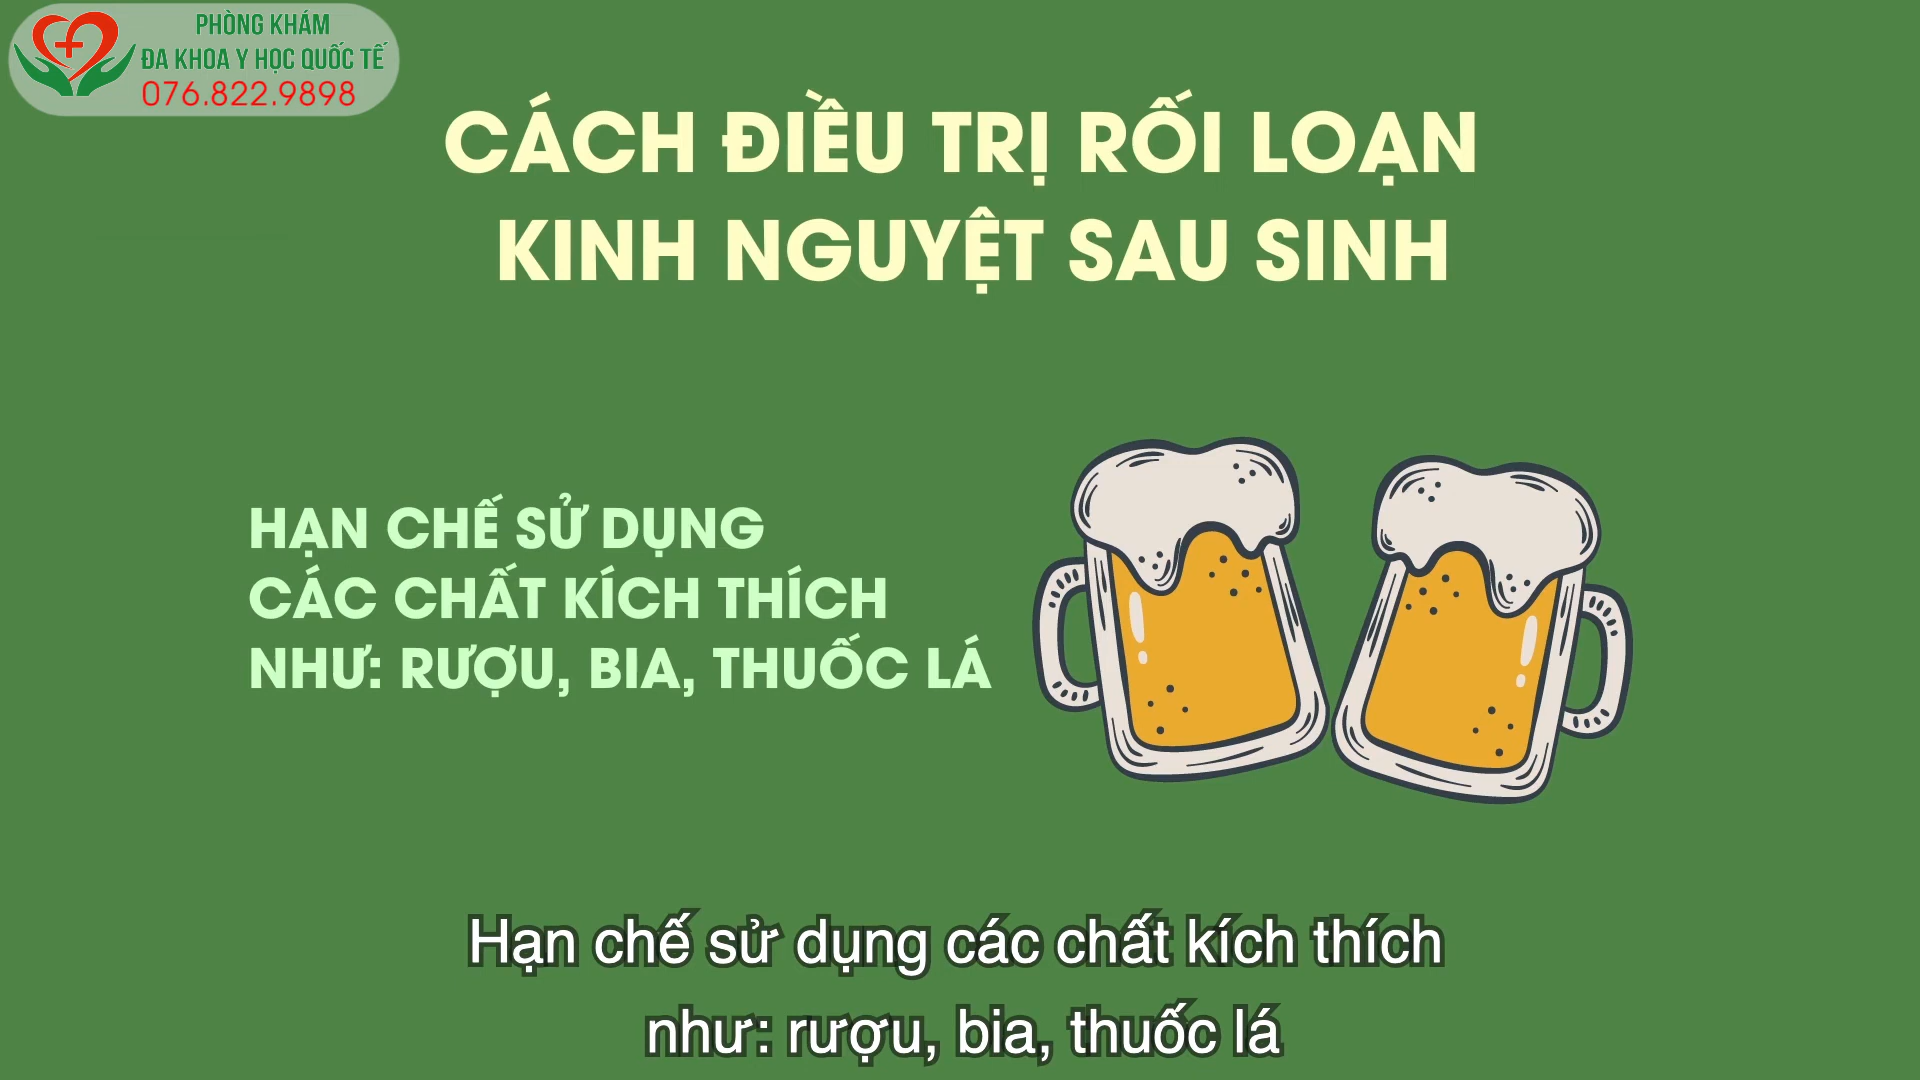 PHÒNG KHÁM
ĐA KHOA Y HỌC QUỐC TẾ
076.822.9898
CÁCH ĐIỀU TRỊ RỐI LOẠN
KINH NGUYỆT SAU SINH
HẠN CHẾ SỬ DỤNG
CÁC CHẤT KÍCH THÍCH
NHƯ: RƯỢU, BIA, THUỐC LÁ
Hạn chế sử dụng các chất kích thích
như: rượu, bia, thuốc lá